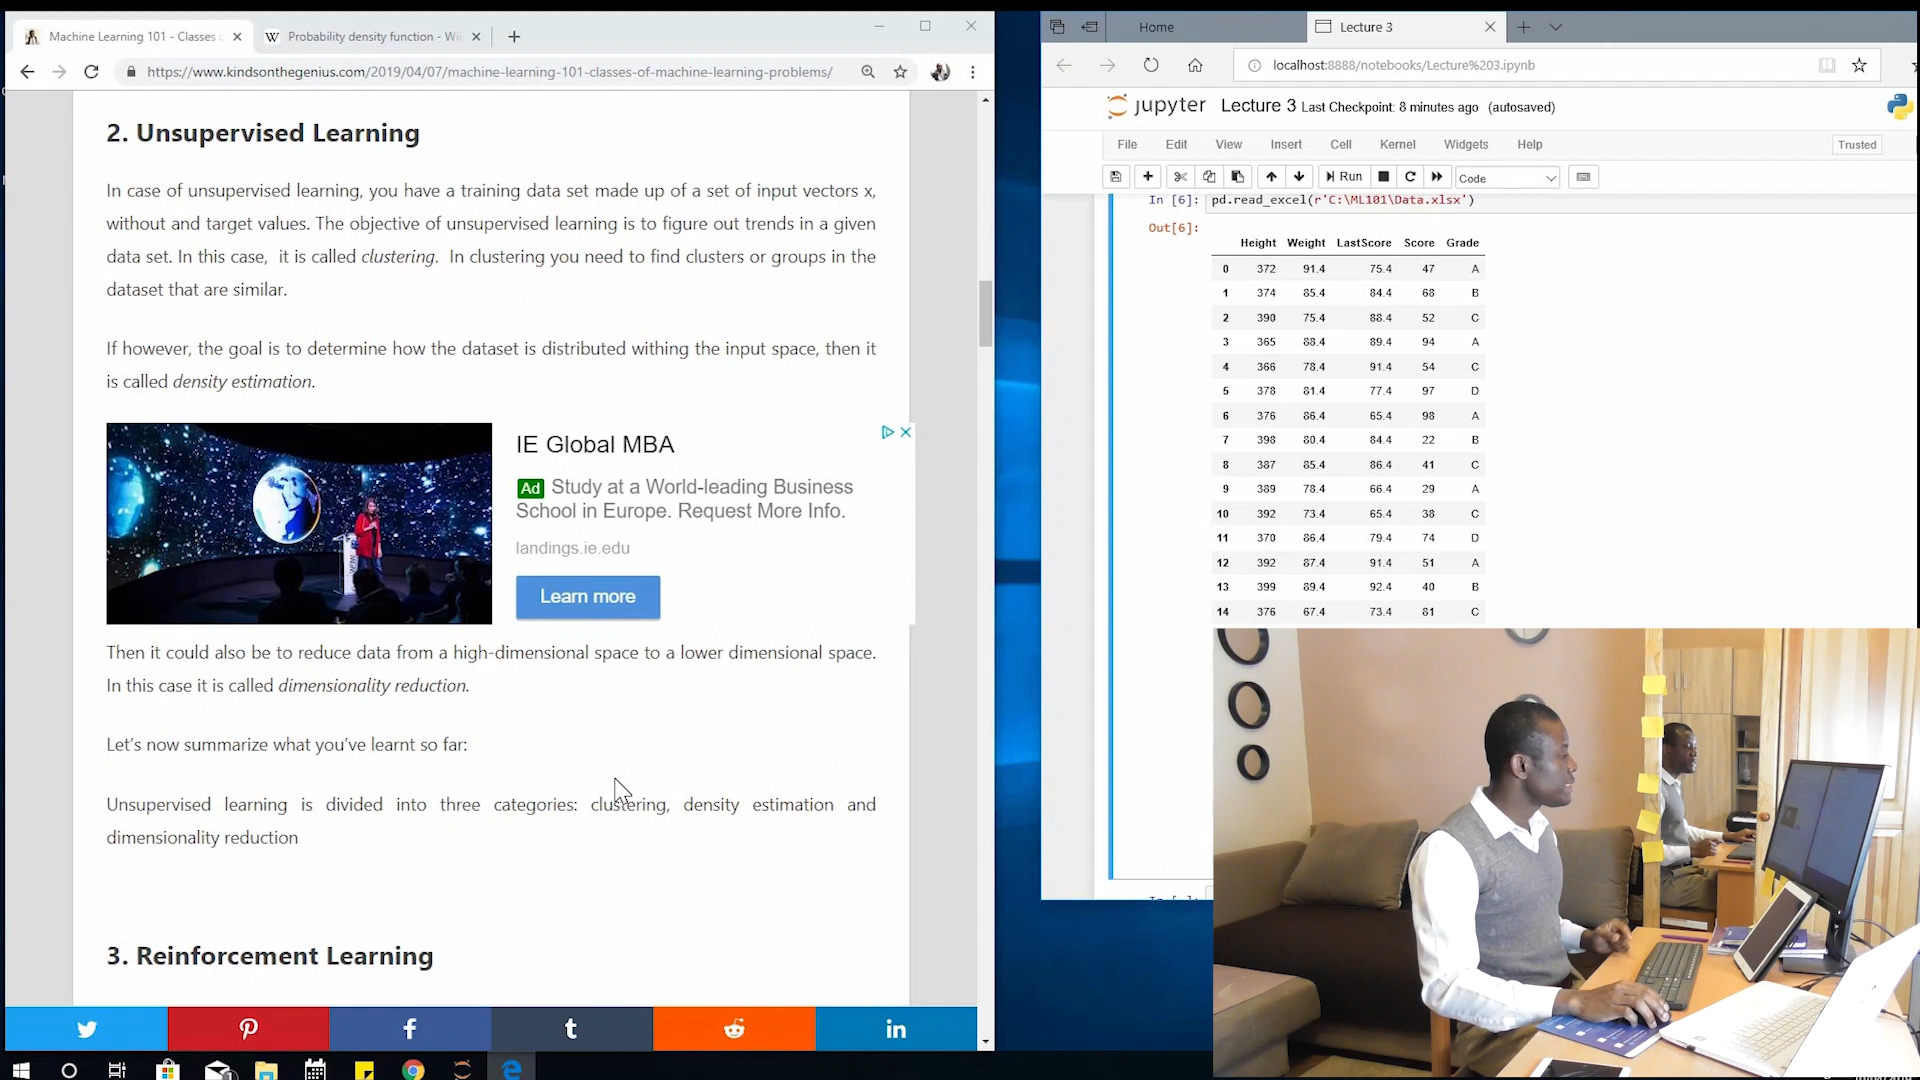 Machine Learning 101 - Classes
Probability density function - Wi
https://www.kindsonthegenius.com/2019/04/07/machine-learning-101-classes-of-machine-learning-problems/
2. Unsupervised Learning
In case of unsupervised learning, you have a training data set made up of a set of input vectors x,
without and target values. The objective of unsupervised learning is to figure out trends in a given
data set. In this case, it is called clustering. In clustering you need to find clusters or groups in the
dataset that are similar.
If however, the goal is to determine how the dataset is distributed withing the input space, then it
is called density estimation.
IE Global MBA
Ad Study at a World-leading Business
School in Europe. Request More Info.
landings.ie.edu
Learn more
Then it could also be to reduce data from a high-dimensional space to a lower dimensional space.
In this case it is called dimensionality reduction.
Let's now summarize what you've learnt so far:
Unsupervised learning is divided into three categories: clustering, density estimation and
dimensionality reduction
3. Reinforcement Learning
Home
Lecture 3
localhost:8888/notebooks/Lecture%203.ipynb
jupyter Lecture 3 Last Checkpoint: 8 minutes ago (autosaved)
File Edit View Insert Cell Kernel Widgets Help
Trusted
Run
Code
In [6]: pd.read_excel(r'C:\ML101\Data.xlsx')
Out[6]:
Height Weight LastScore Score Grade
0 372 91.4 75.4 47 A
1 374 85.4 84.4 68 B
2 390 75.4 88.4 52 C
3 365 88.4 89.4 94 A
4 366 78.4 91.4 54 C
5 378 81.4 77.4 97 D
6 376 86.4 65.4 98 A
7 398 80.4 84.4 22 B
8 387 85.4 86.4 41 C
9 389 78.4 66.4 29 A
10 392 73.4 65.4 38 C
11 370 86.4 79.4 74 D
12 392 87.4 91.4 51 A
13 399 89.4 92.4 40 B
14 376 67.4 73.4 81 C